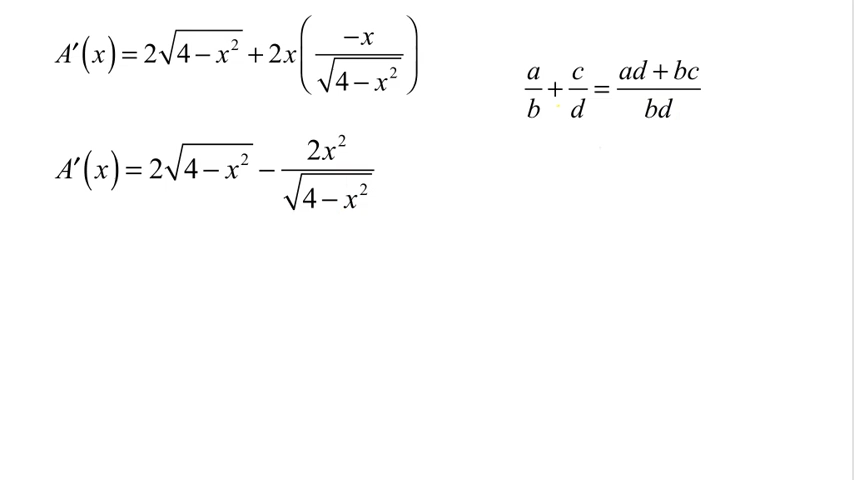 A′(x) = 2√(4 − x²) + 2x(−x / √(4 − x²))
a/b + c/d = (ad + bc)/bd
A′(x) = 2√(4 − x²) − 2x² / √(4 − x²)